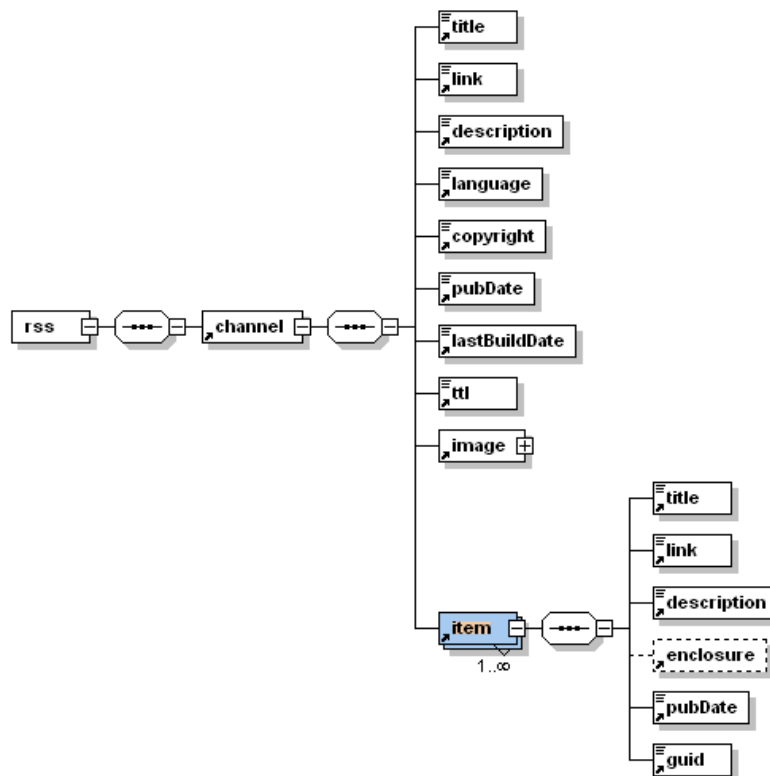 title
link
description
language
copyright
pubDate
rss
channel
lastBuildDate
ttl
image
item
1..∞
title
link
description
enclosure
pubDate
guid